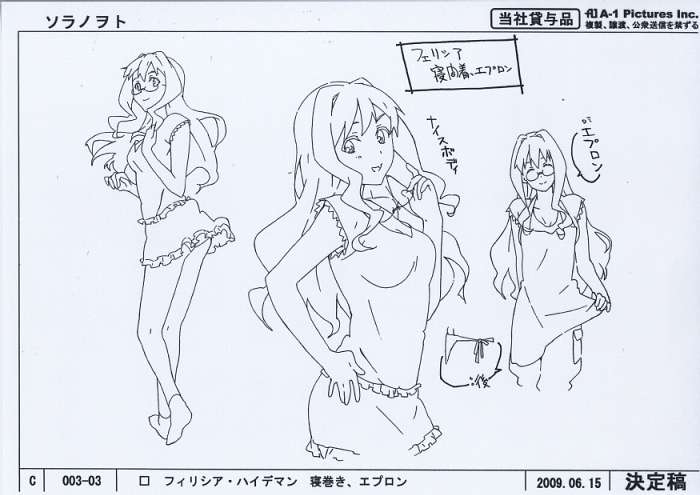 ソラノヲト
当社貸与品
A-1 Pictures Inc.
複製、譲渡、公衆送信を禁ずる
フェリシア
寝間着、エプロン
ナイスボディ
エプロン
後
C 003-03 □ フィリシア・ハイデマン 寝巻き、エプロン 2009.06.15 決定稿